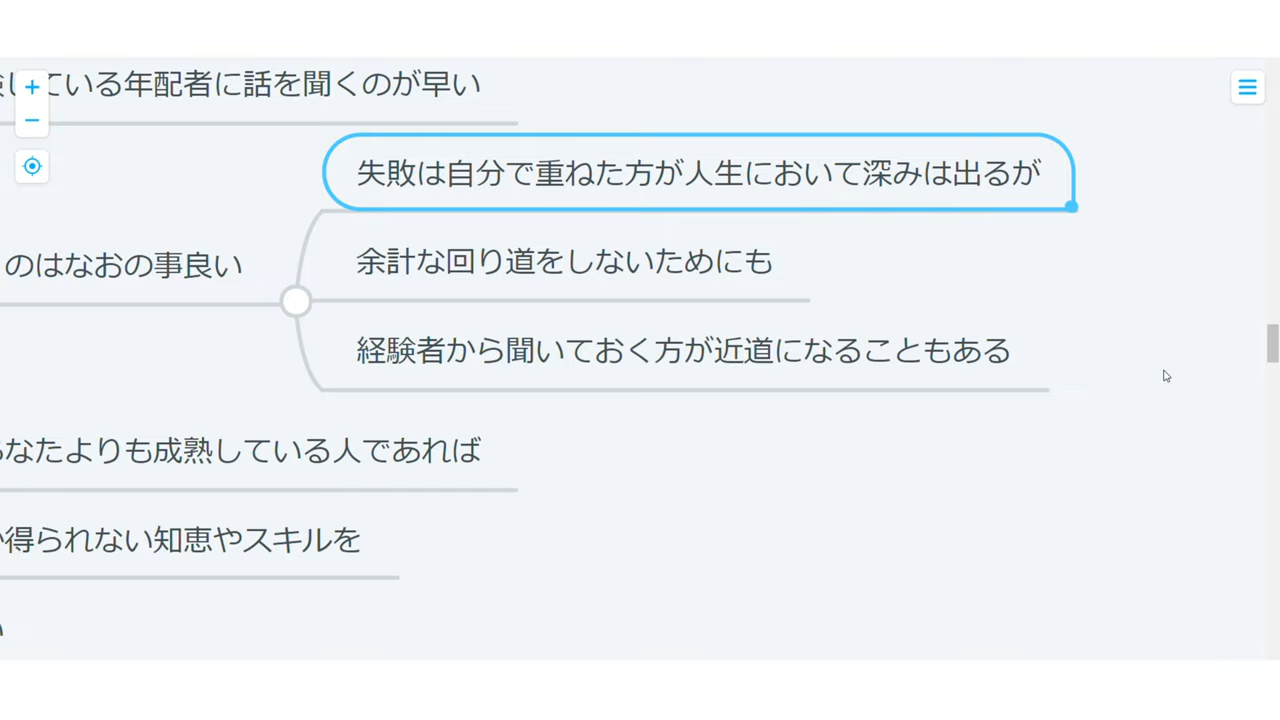 している年配者に話を聞くのが早い
失敗は自分で重ねた方が人生において深みは出るが
のはなおの事良い
余計な回り道をしないためにも
経験者から聞いておく方が近道になることもある
なたよりも成熟している人であれば
得られない知恵やスキルを